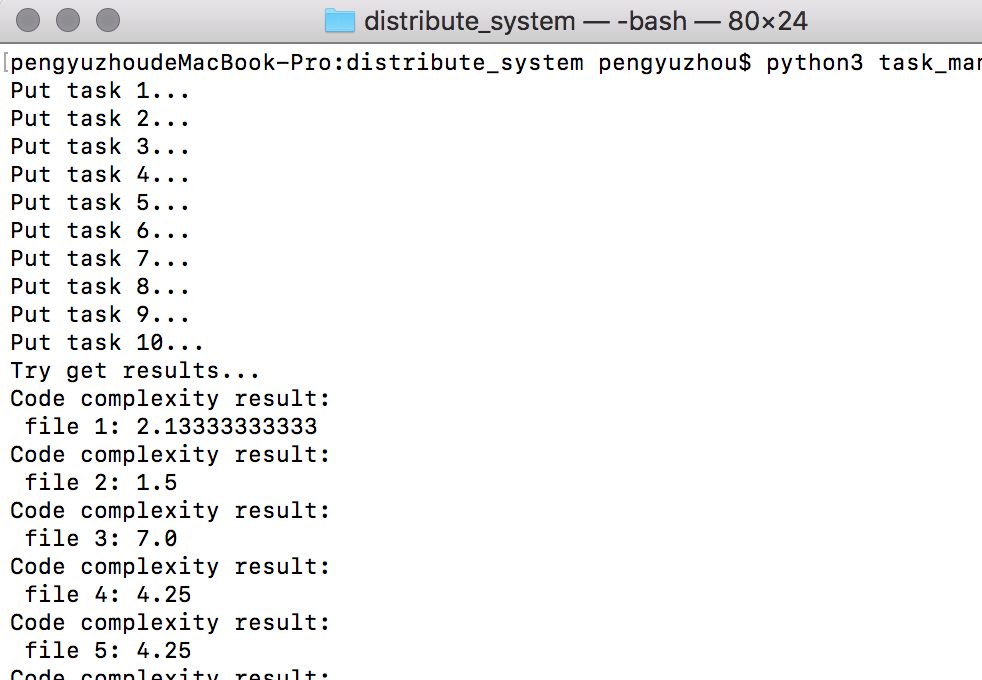 distribute_system — -bash — 80×24
[pengyuzhoudeMacBook-Pro:distribute_system pengyuzhou$ python3 task_man
Put task 1...
Put task 2...
Put task 3...
Put task 4...
Put task 5...
Put task 6...
Put task 7...
Put task 8...
Put task 9...
Put task 10...
Try get results...
Code complexity result:
 file 1: 2.13333333333
Code complexity result:
 file 2: 1.5
Code complexity result:
 file 3: 7.0
Code complexity result:
 file 4: 4.25
Code complexity result:
 file 5: 4.25
Code complexity result: